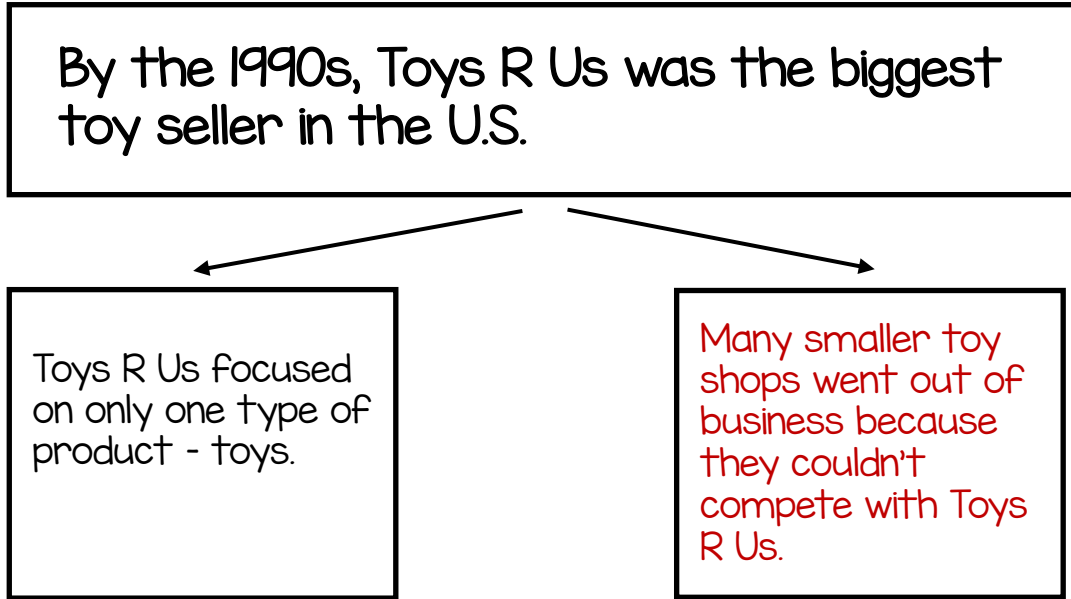 By the 1990s, Toys R Us was the biggest
toy seller in the U.S.
Toys R Us focused
on only one type of
product - toys.
Many smaller toy
shops went out of
business because
they couldn't
compete with Toys
R Us.